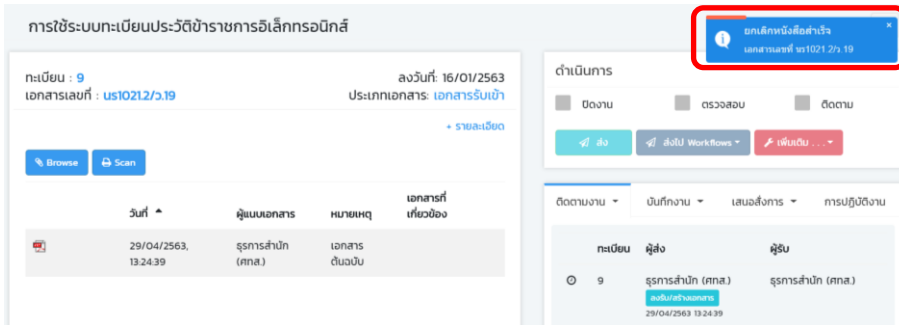 การใช้ระบบทะเบียนประวัติข้าราชการอิเล็กทรอนิกส์
ยกเลิกหนังสือสำเร็จ
×
เอกสารเลขที่ นร1021.2/ว.19
ทะเบียน : 9
ลงวันที่: 16/01/2563
เอกสารเลขที่ : นร1021.2/ว.19
ประเภทเอกสาร: เอกสารรับเข้า
+ รายละเอียด
Browse
Scan
วันที่
ผู้แนบเอกสาร
หมายเหตุ
เอกสารที่
เกี่ยวข้อง
29/04/2563,
13:24:39
ธุรการสำนัก
(ศทส.)
เอกสาร
ต้นฉบับ
ดำเนินการ
ปิดงาน
ตรวจสอบ
ติดตาม
ส่ง
ส่งไป Workflows
เพิ่มเติม . . .
ติดตามงาน
บันทึกงาน
เสนอสั่งการ
การปฏิบัติงาน
ทะเบียน
ผู้ส่ง
ผู้รับ
9
ธุรการสำนัก (ศทส.)
ธุรการสำนัก (ศทส.)
ลงรับ/สร้างเอกสาร
29/04/2563 13:24:39